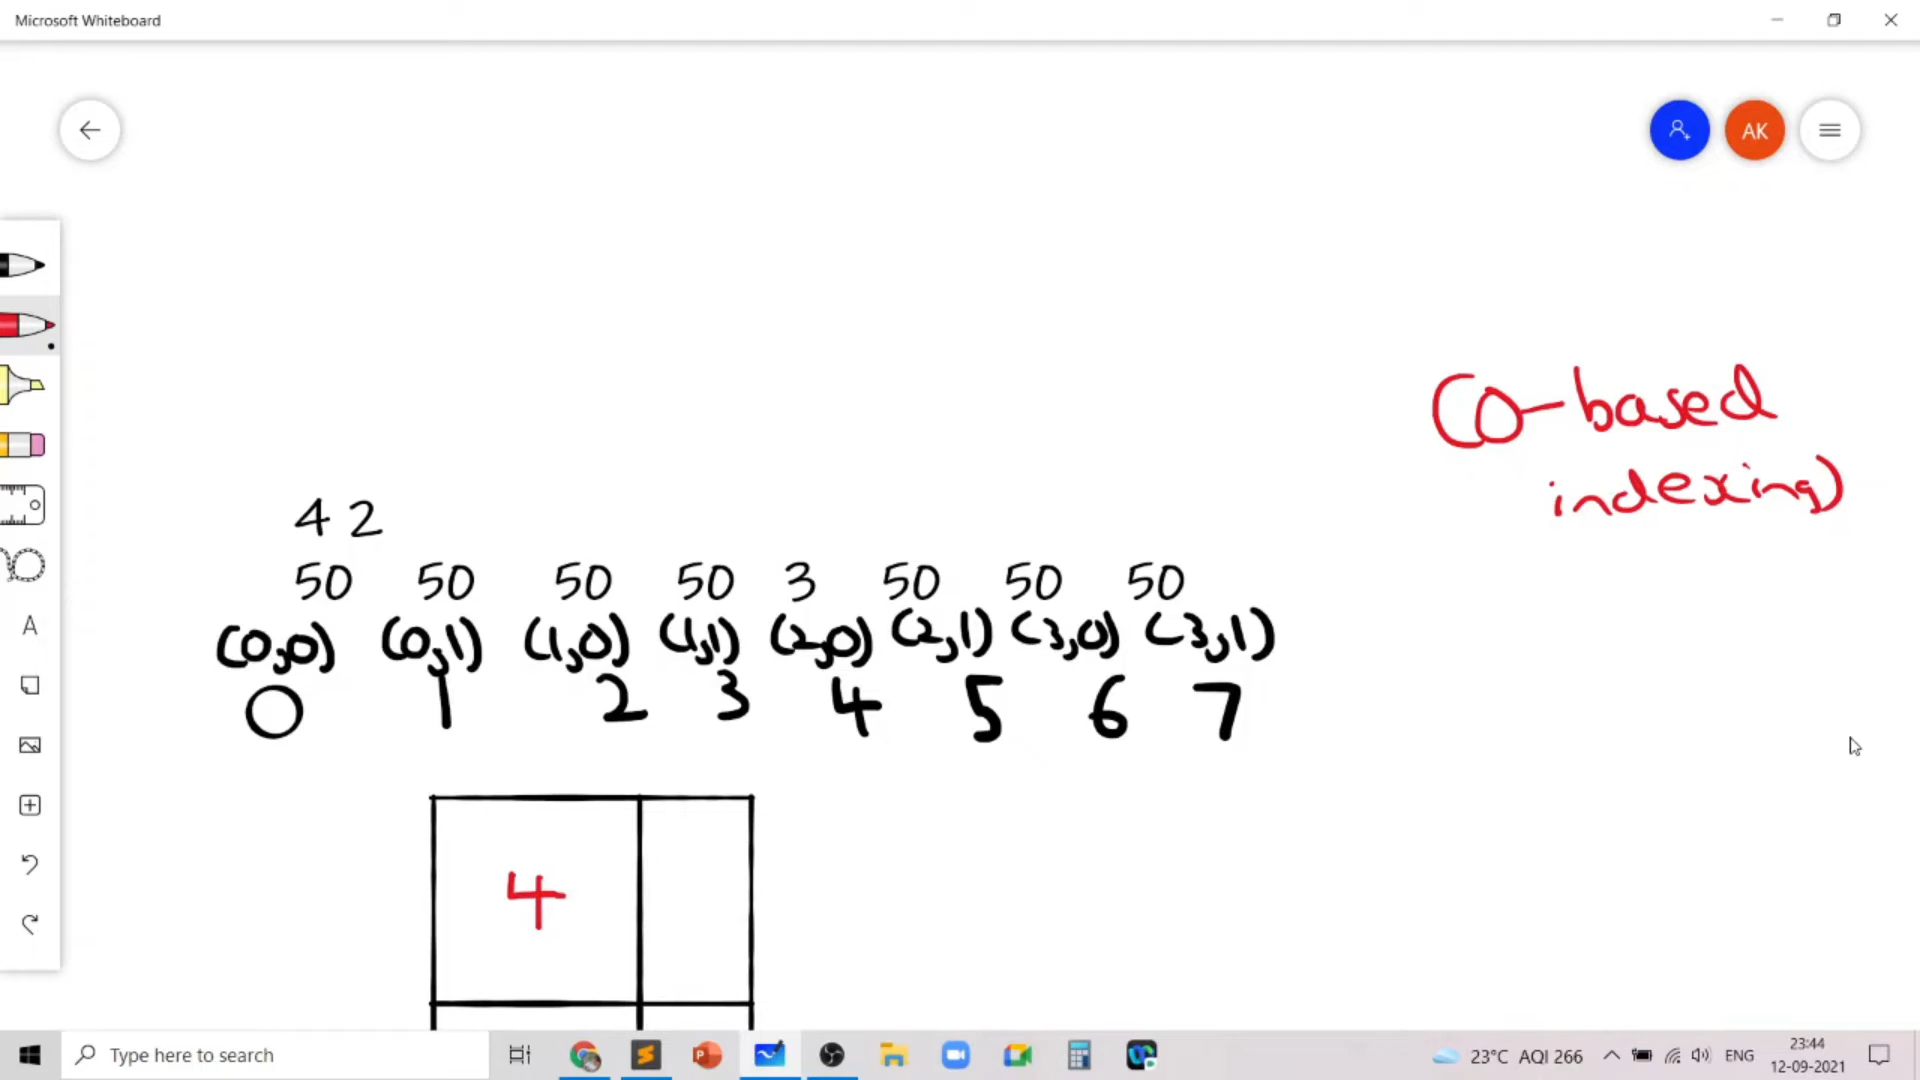 Microsoft Whiteboard
AK
(0-based
indexing)
4 2
50 50 50 50 3 50 50 50
(0,0) (0,1) (1,0) (1,1) (2,0) (2,1) (3,0) (3,1)
0 1 2 3 4 5 6 7
A
4
Type here to search
23°C AQI 266
ENG
23:44
12-09-2021